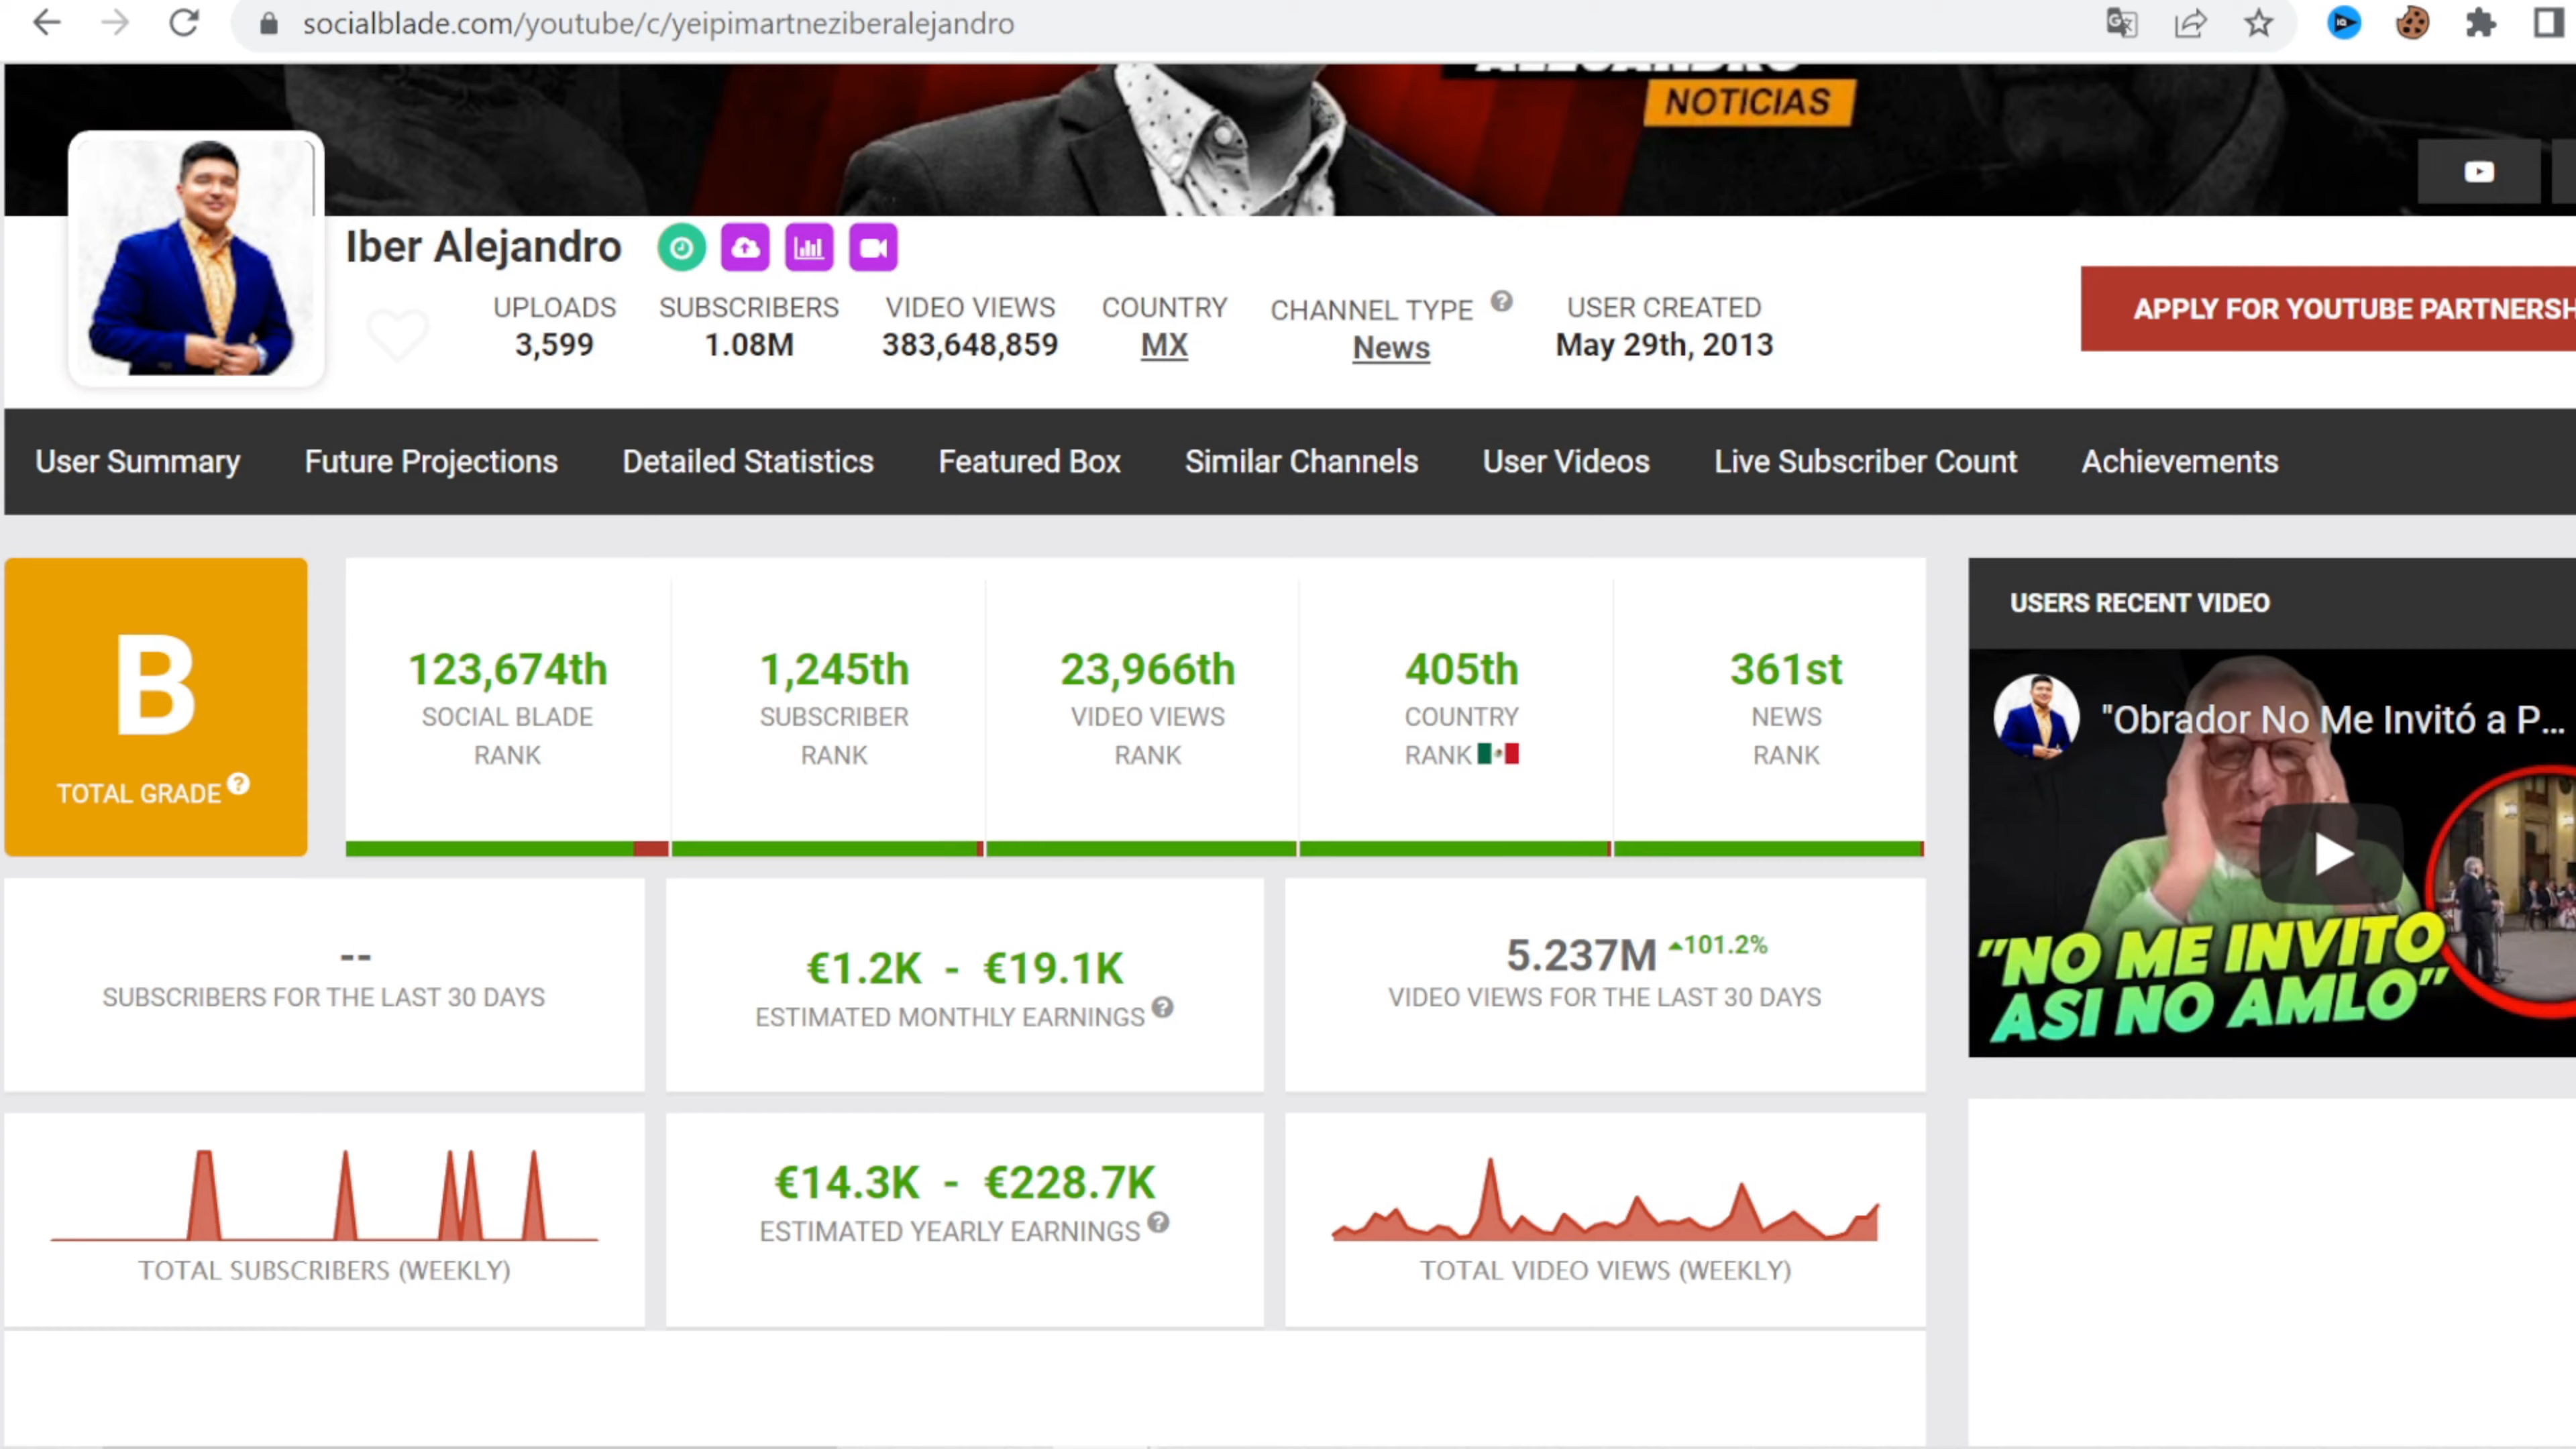 socialblade.com/youtube/c/yeipimartneziberalejandro
NOTICIAS
Iber Alejandro
UPLOADS
3,599
SUBSCRIBERS
1.08M
VIDEO VIEWS
383,648,859
COUNTRY
MX
CHANNEL TYPE
News
USER CREATED
May 29th, 2013
APPLY FOR YOUTUBE PARTNERSH
User Summary
Future Projections
Detailed Statistics
Featured Box
Similar Channels
User Videos
Live Subscriber Count
Achievements
B
TOTAL GRADE
123,674th
SOCIAL BLADE
RANK
1,245th
SUBSCRIBER
RANK
23,966th
VIDEO VIEWS
RANK
405th
COUNTRY
RANK
361st
NEWS
RANK
USERS RECENT VIDEO
"Obrador No Me Invitó a P...
"NO ME INVITO
ASI NO AMLO"
--
SUBSCRIBERS FOR THE LAST 30 DAYS
€1.2K - €19.1K
ESTIMATED MONTHLY EARNINGS
5.237M 101.2%
VIDEO VIEWS FOR THE LAST 30 DAYS
TOTAL SUBSCRIBERS (WEEKLY)
€14.3K - €228.7K
ESTIMATED YEARLY EARNINGS
TOTAL VIDEO VIEWS (WEEKLY)